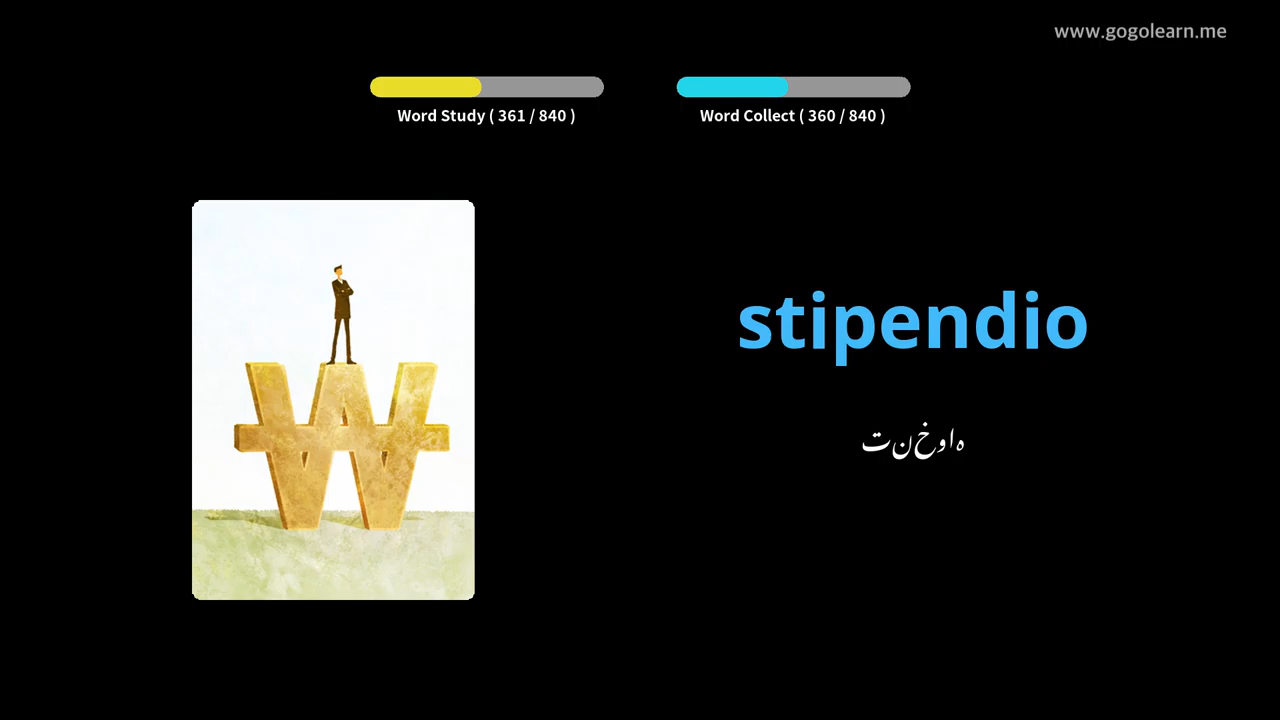 www.gogolearn.me
Word Study ( 361 / 840 )
Word Collect ( 360 / 840 )
stipendio
تنخواہ